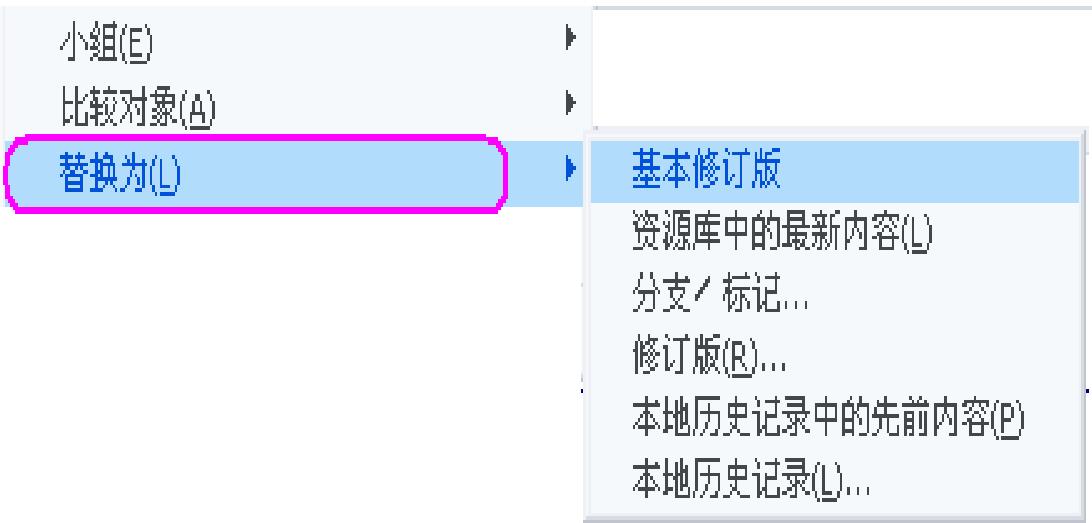 小组(E)
比较对象(A)
替换为(L)
基本修订版
资源库中的最新内容(L)
分支/ 标记...
修订版(R)...
本地历史记录中的先前内容(P)
本地历史记录(L)...